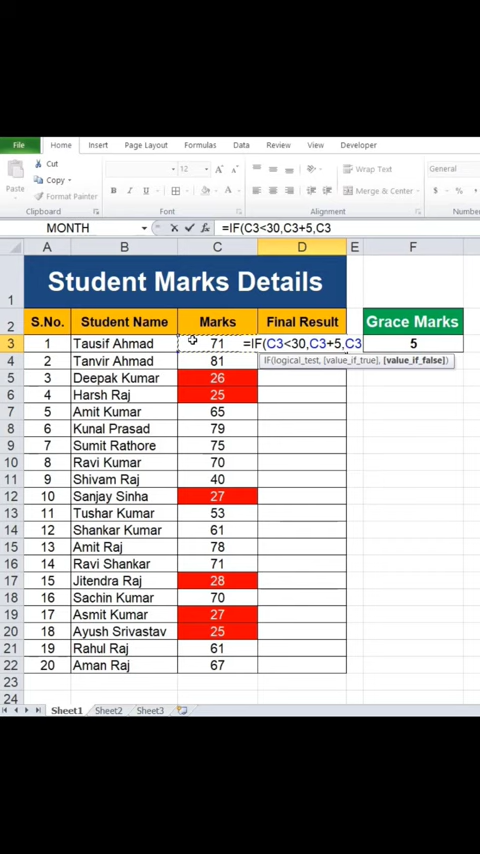 File Home Insert Page Layout Formulas Data Review View Developer
Cut
Copy
Format Painter
Paste
12
A A
B I U
Wrap Text
Merge & Center
General
$ %
Clipboard Font Alignment Number
MONTH =IF(C3<30,C3+5,C3
A B C D E F
1 Student Marks Details
2 S.No. Student Name Marks Final Result Grace Marks
3 1 Tausif Ahmad 71 =IF(C3<30,C3+5,C3 5
4 2 Tanvir Ahmad 81 IF(logical_test, [value_if_true], [value_if_false])
5 3 Deepak Kumar 26
6 4 Harsh Raj 25
7 5 Amit Kumar 65
8 6 Kunal Prasad 79
9 7 Sumit Rathore 75
10 8 Ravi Kumar 70
11 9 Shivam Raj 40
12 10 Sanjay Sinha 27
13 11 Tushar Kumar 53
14 12 Shankar Kumar 61
15 13 Amit Raj 78
16 14 Ravi Shankar 71
17 15 Jitendra Raj 28
18 16 Sachin Kumar 70
19 17 Asmit Kumar 27
20 18 Ayush Srivastav 25
21 19 Rahul Raj 61
22 20 Aman Raj 67
23
24
Sheet1 Sheet2 Sheet3